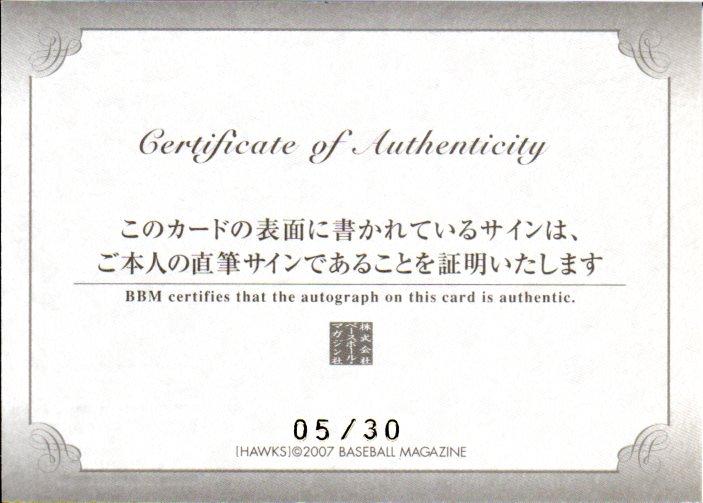 Certificate of Authenticity
このカードの表面に書かれているサインは、
ご本人の直筆サインであることを証明いたします
BBM certifies that the autograph on this card is authentic.
株式会社
ベースボール・
マガジン社
05/30
[HAWKS]©2007 BASEBALL MAGAZINE